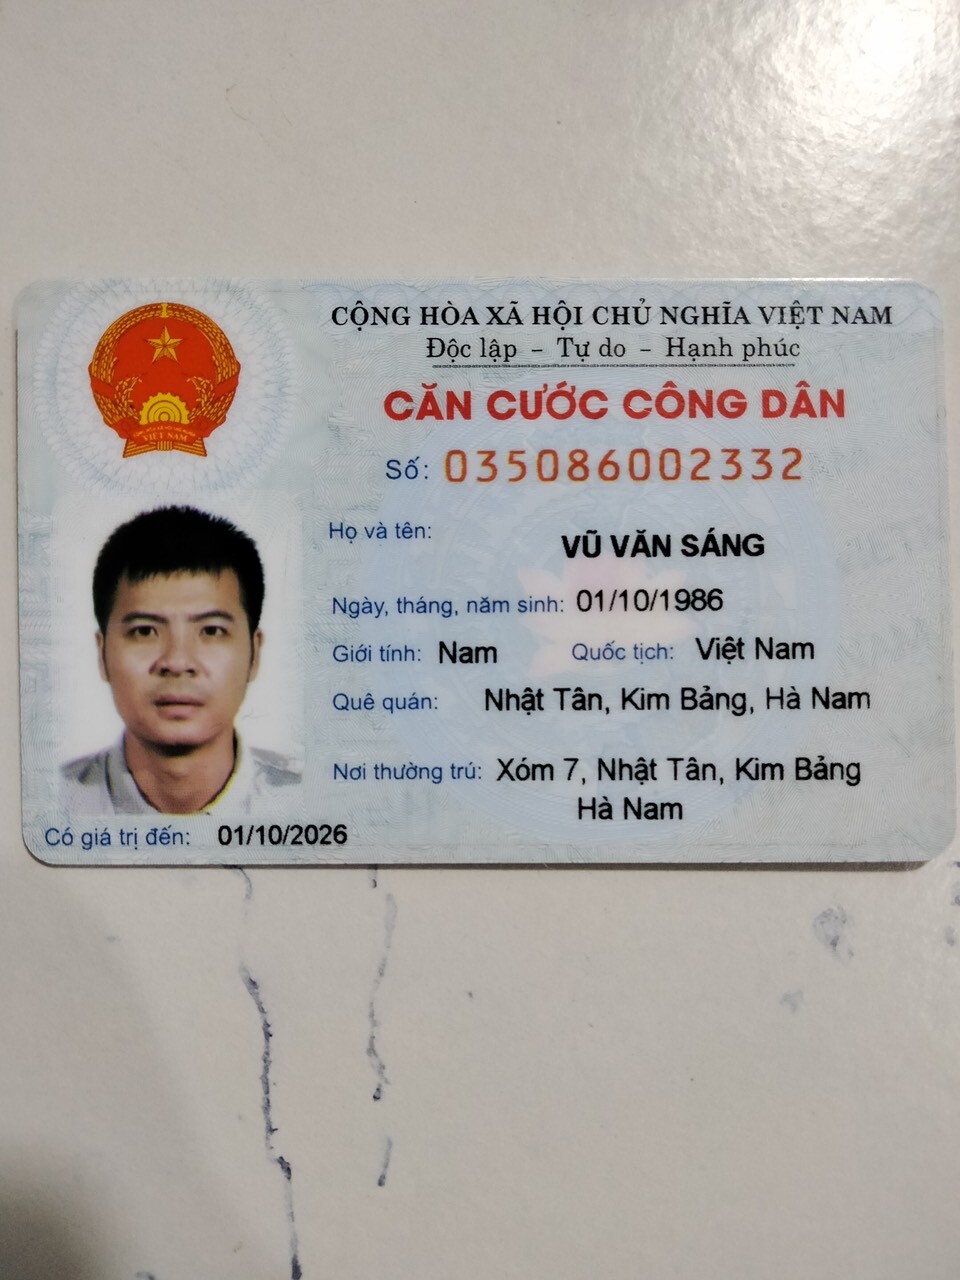 CỘNG HÒA XÃ HỘI CHỦ NGHĨA VIỆT NAM
Độc lập - Tự do - Hạnh phúc
CĂN CƯỚC CÔNG DÂN
Số: 035086002332
Họ và tên: VŨ VĂN SÁNG
Ngày, tháng, năm sinh: 01/10/1986
Giới tính: Nam Quốc tịch: Việt Nam
Quê quán: Nhật Tân, Kim Bảng, Hà Nam
Nơi thường trú: Xóm 7, Nhật Tân, Kim Bảng
Hà Nam
Có giá trị đến: 01/10/2026
VIỆT NAM